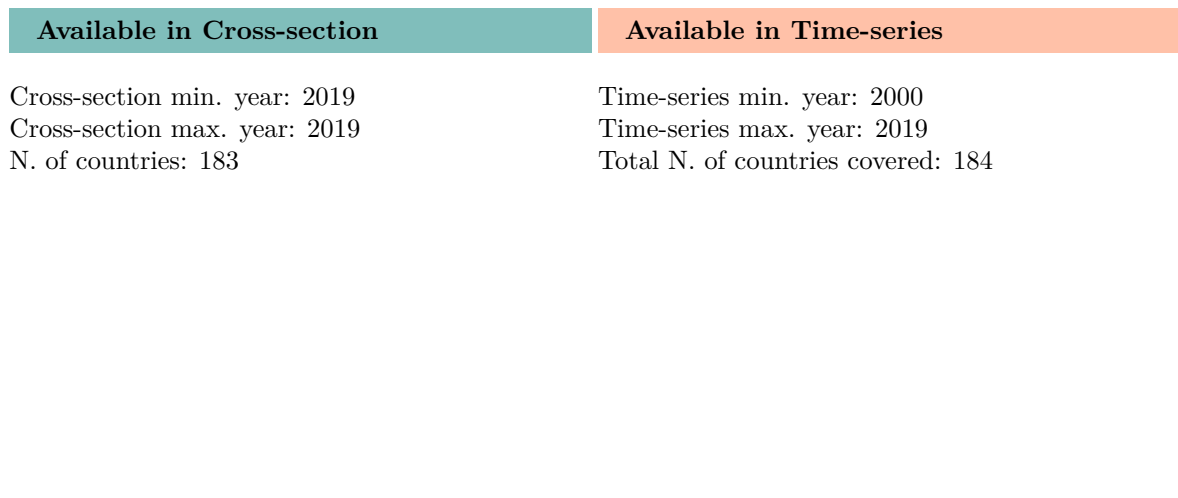 Available in Cross-section
Cross-section min. year: 2019
Cross-section max. year: 2019
N. of countries: 183
Available in Time-series
Time-series min. year: 2000
Time-series max. year: 2019
Total N. of countries covered: 184